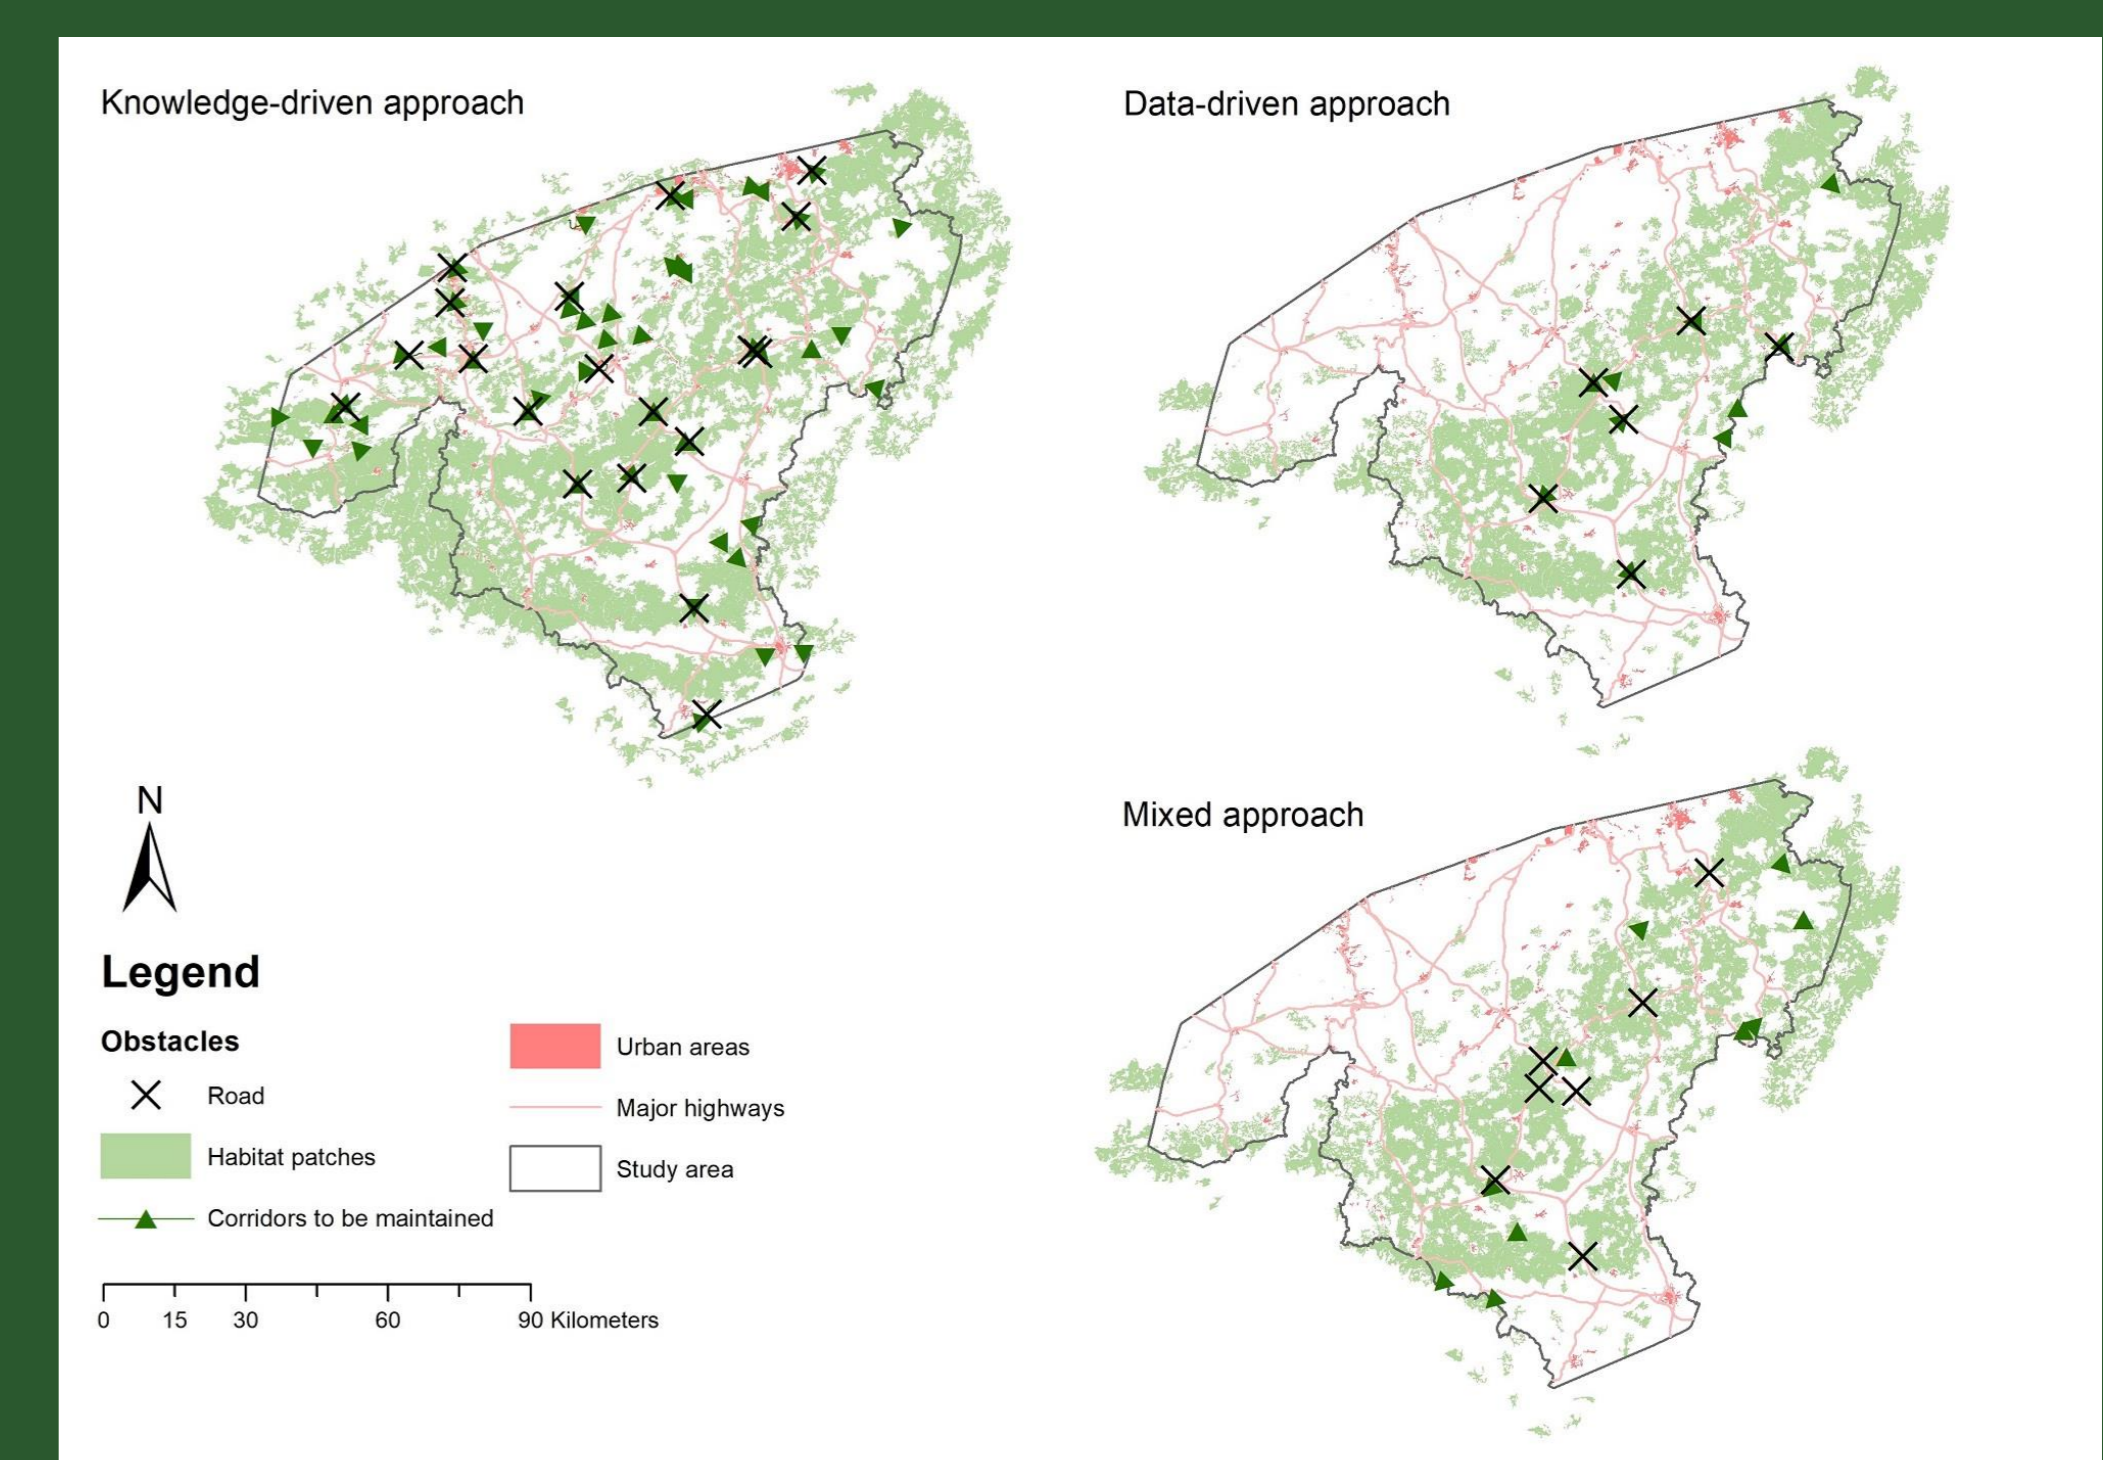 Knowledge-driven approach
Data-driven approach
Mixed approach
N
Legend
Obstacles
Road
Habitat patches
Corridors to be maintained
Urban areas
Major highways
Study area
0 15 30 60 90 Kilometers